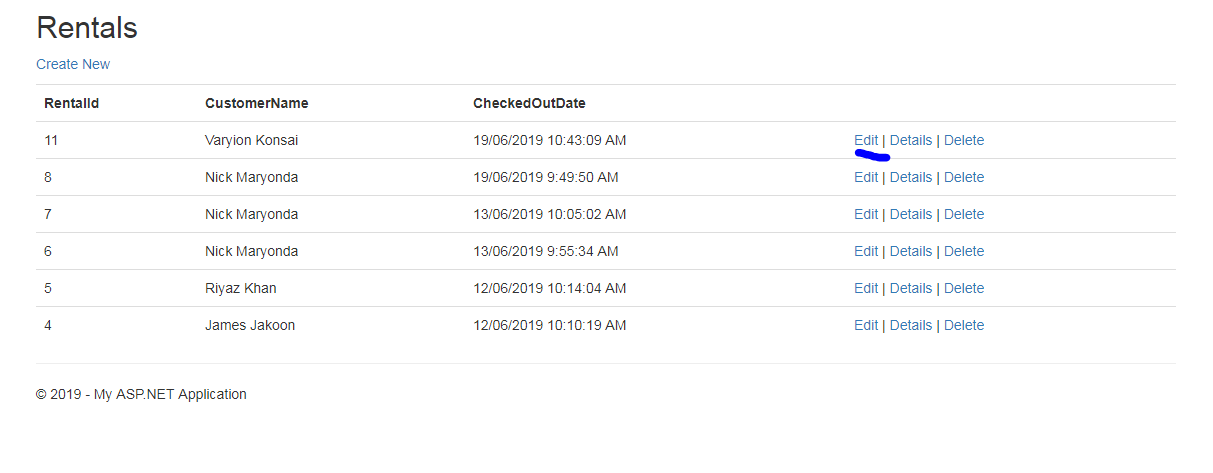 Rentals
Create New
RentalId CustomerName CheckedOutDate
11 Varyion Konsai 19/06/2019 10:43:09 AM Edit | Details | Delete
8 Nick Maryonda 19/06/2019 9:49:50 AM Edit | Details | Delete
7 Nick Maryonda 13/06/2019 10:05:02 AM Edit | Details | Delete
6 Nick Maryonda 13/06/2019 9:55:34 AM Edit | Details | Delete
5 Riyaz Khan 12/06/2019 10:14:04 AM Edit | Details | Delete
4 James Jakoon 12/06/2019 10:10:19 AM Edit | Details | Delete
© 2019 - My ASP.NET Application